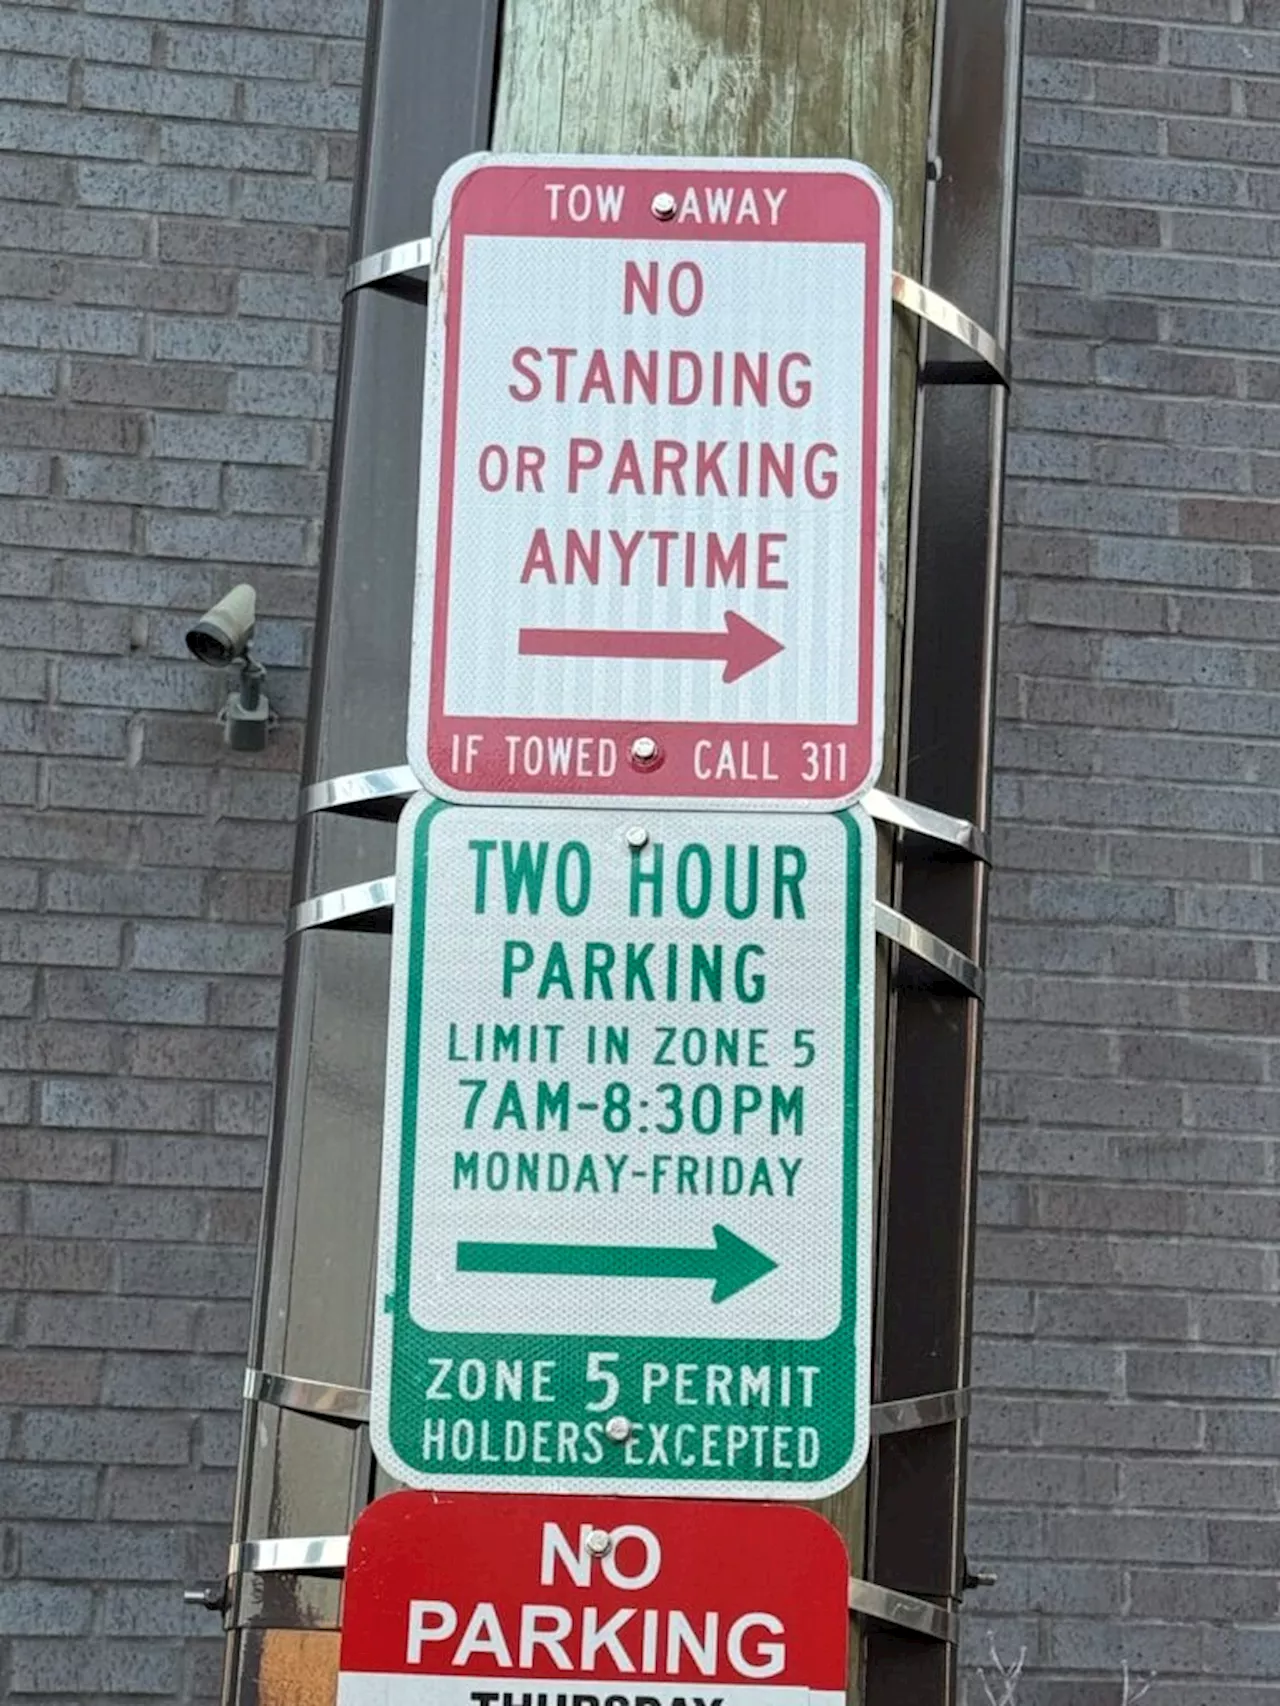 TOW AWAY
NO
STANDING
OR PARKING
ANYTIME
IF TOWED CALL 311
TWO HOUR
PARKING
LIMIT IN ZONE 5
7AM-8:30PM
MONDAY-FRIDAY
ZONE 5 PERMIT
HOLDERS EXCEPTED
NO
PARKING
THURSDAY